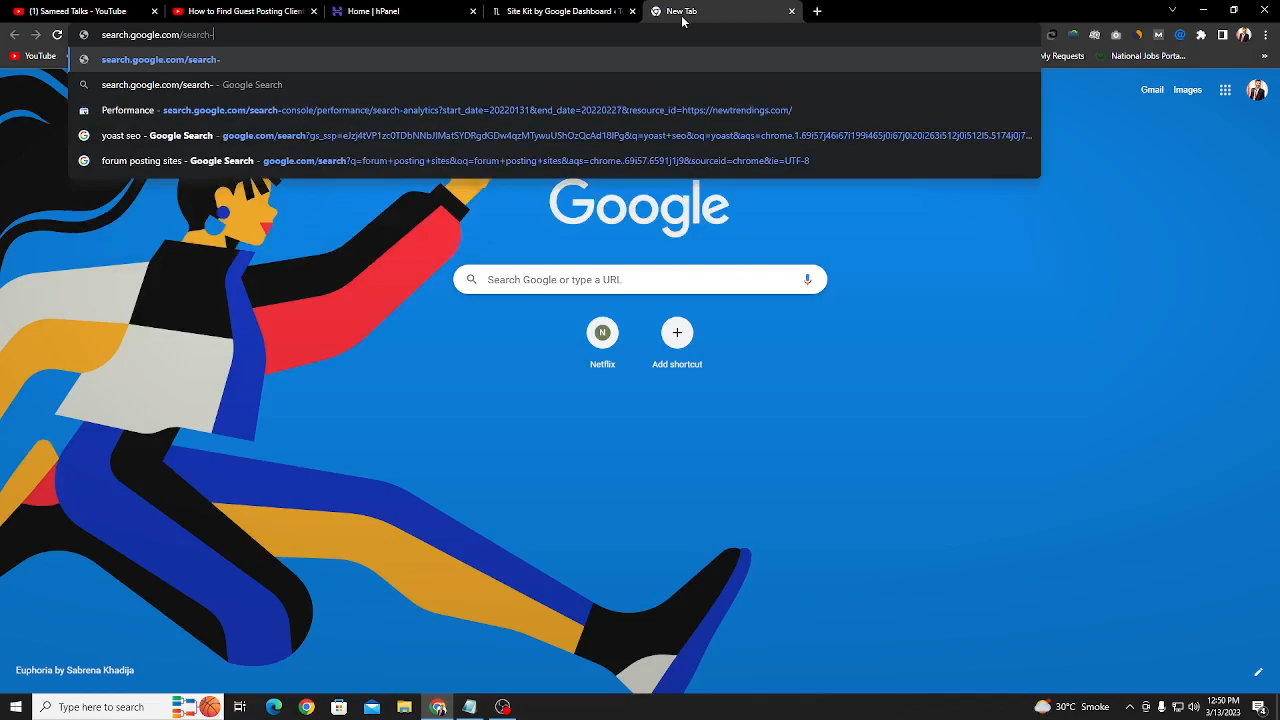 (1) Sameed Talks - YouTube
How to Find Guest Posting Client
Home | hPanel
Site Kit by Google Dashboard ‹ T
New Tab
search.google.com/search-
YouTube
My Requests
National Jobs Porta...
search.google.com/search-
search.google.com/search- - Google Search
Performance - search.google.com/search-console/performance/search-analytics?start_date=20220131&end_date=20220227&resource_id=https://newtrendings.com/
yoast seo - Google Search -
forum posting sites - Google Search - google.com/search?q=forum+posting+sites&oq=forum+posting+sites&aqs=chrome..69i57.6591j1j9&sourceid=chrome&ie=UTF-8
Gmail Images
Google
Search Google or type a URL
N
Netflix
Add shortcut
Euphoria by Sabrena Khadija
Type here to search
30°C Smoke
12:50 PM
3/13/2023